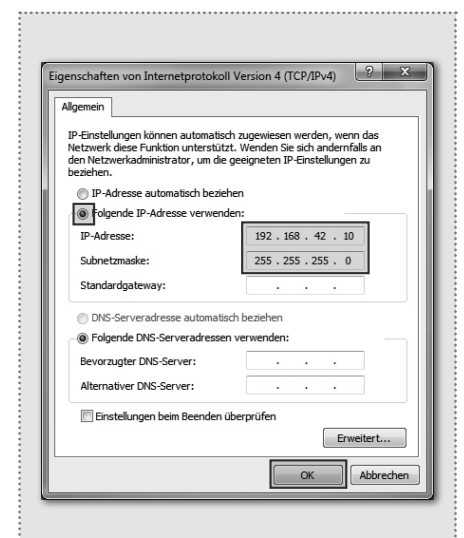 Eigenschaften von Internetprotokoll Version 4 (TCP/IPv4)
? X
Allgemein
IP-Einstellungen können automatisch zugewiesen werden, wenn das
Netzwerk diese Funktion unterstützt. Wenden Sie sich andernfalls an
den Netzwerkadministrator, um die geeigneten IP-Einstellungen zu
beziehen.
IP-Adresse automatisch beziehen
Folgende IP-Adresse verwenden:
IP-Adresse: 192 . 168 . 42 . 10
Subnetzmaske: 255 . 255 . 255 . 0
Standardgateway: . . .
DNS-Serveradresse automatisch beziehen
Folgende DNS-Serveradressen verwenden:
Bevorzugter DNS-Server: . . .
Alternativer DNS-Server: . . .
Einstellungen beim Beenden überprüfen
Erweitert...
OK Abbrechen